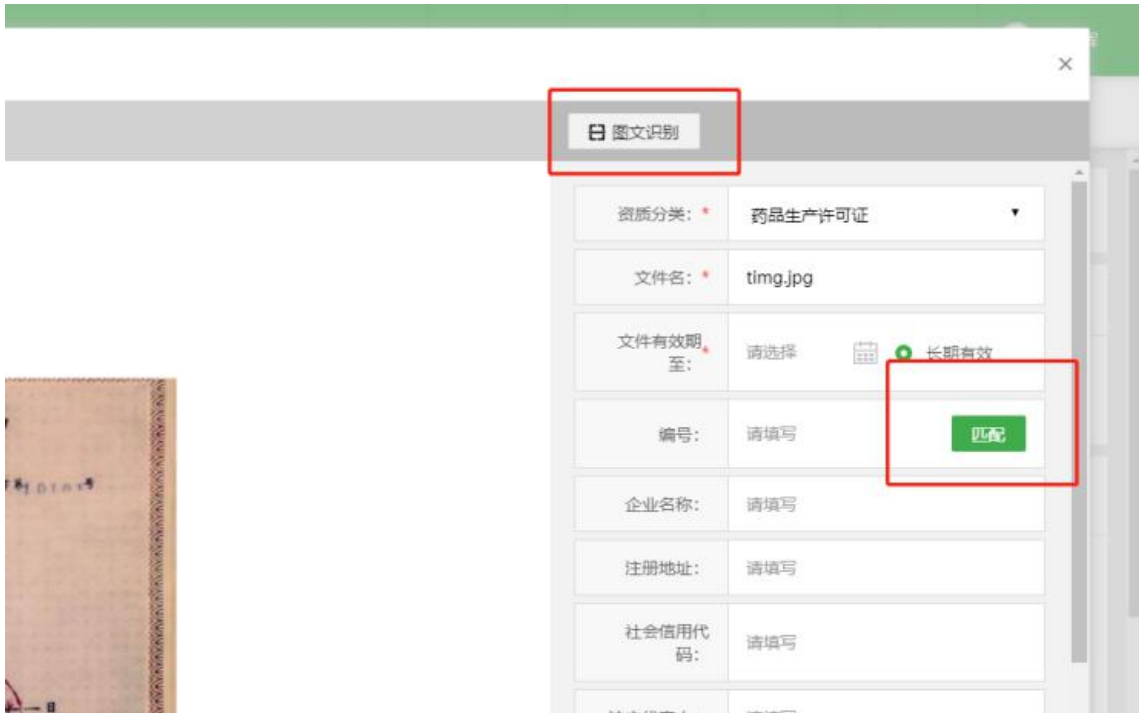 图文识别
资质分类: * 药品生产许可证
文件名: * timg.jpg
文件有效期至: * 请选择 长期有效
编号: 请填写 匹配
企业名称: 请填写
注册地址: 请填写
社会信用代码: 请填写